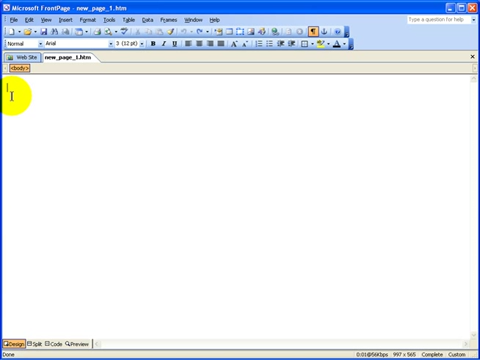 Microsoft FrontPage - new_page_1.htm
File Edit View Insert Format Tools Table Data Frames Window Help
Type a question for help
Normal Arial 3 (12 pt) B I U A
Web Site new_page_1.htm
<body>
Design Split Code Preview
Done 0:01@56Kbps 997 x 565 Complete Custom